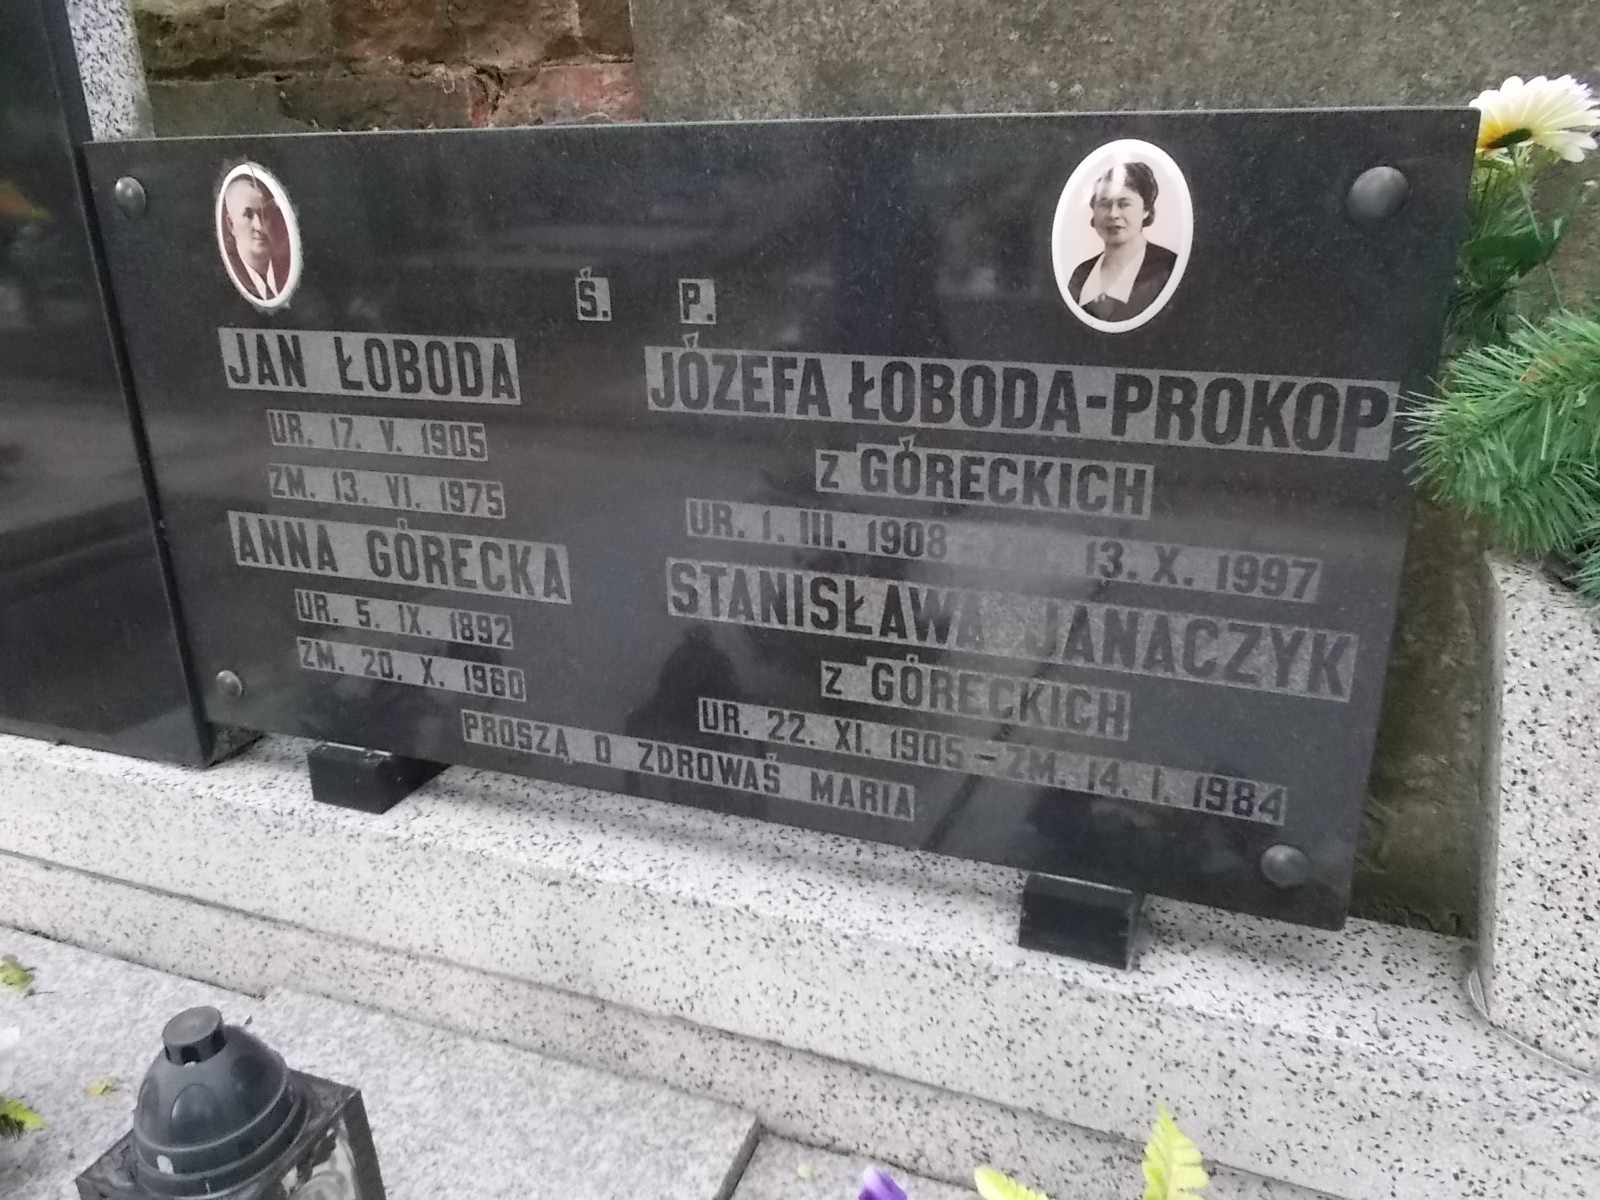 Ś. P.
JAN ŁOBODA
UR. 17. V. 1905
ZM. 13. VI. 1975
ANNA GÓRECKA
UR. 5. IX. 1892
ZM. 20. X. 1960
JÓZEFA ŁOBODA-PROKOP
z GÓRECKICH
UR. 1. III. 1908 - 13. X. 1997
STANISŁAWA JANACZYK
z GÓRECKICH
UR. 22. XI. 1905 - ZM. 14. I. 1984
PROSZĄ O ZDROWAŚ MARIA